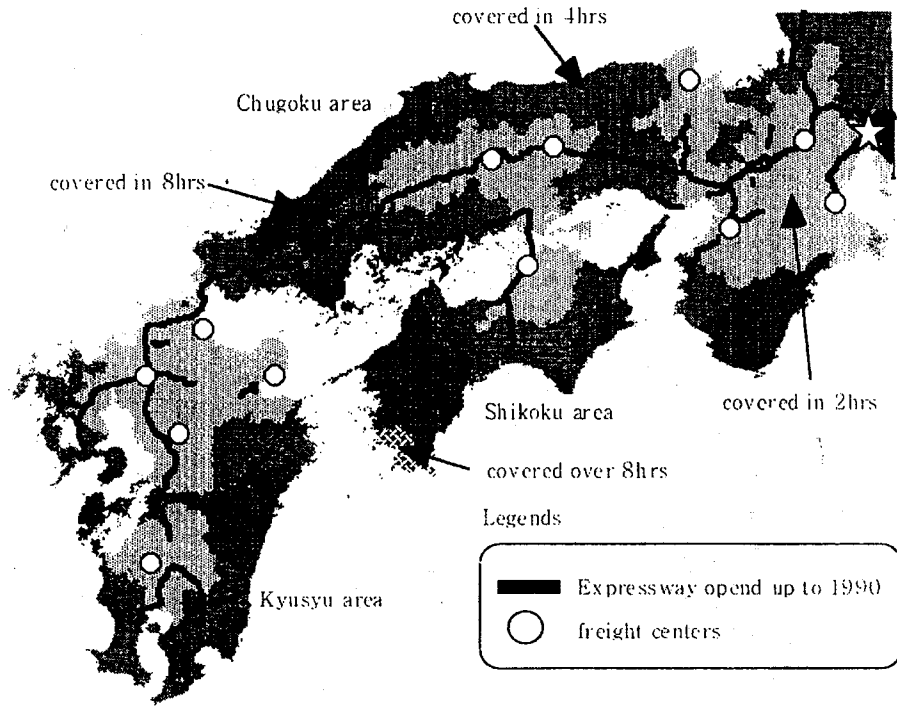 covered in 4hrs
Chugoku area
covered in 8hrs
Shikoku area
covered in 2hrs
covered over 8hrs
Legends
Kyusyu area
Expressway opend up to 1990
freight centers